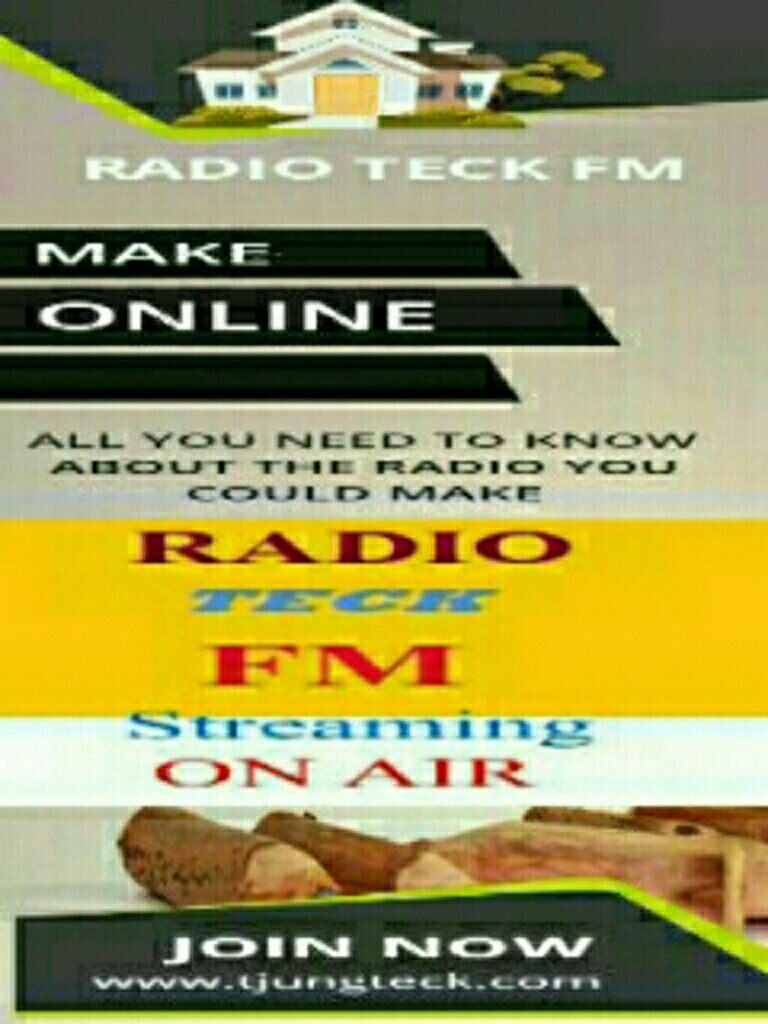 RADIO TECK FM
MAKE
ONLINE
ALL YOU NEED TO KNOW
ABOUT THE RADIO YOU
COULD MAKE
RADIO
TECK
FM
Streaming
ON AIR
JOIN NOW
www.tjungteck.com